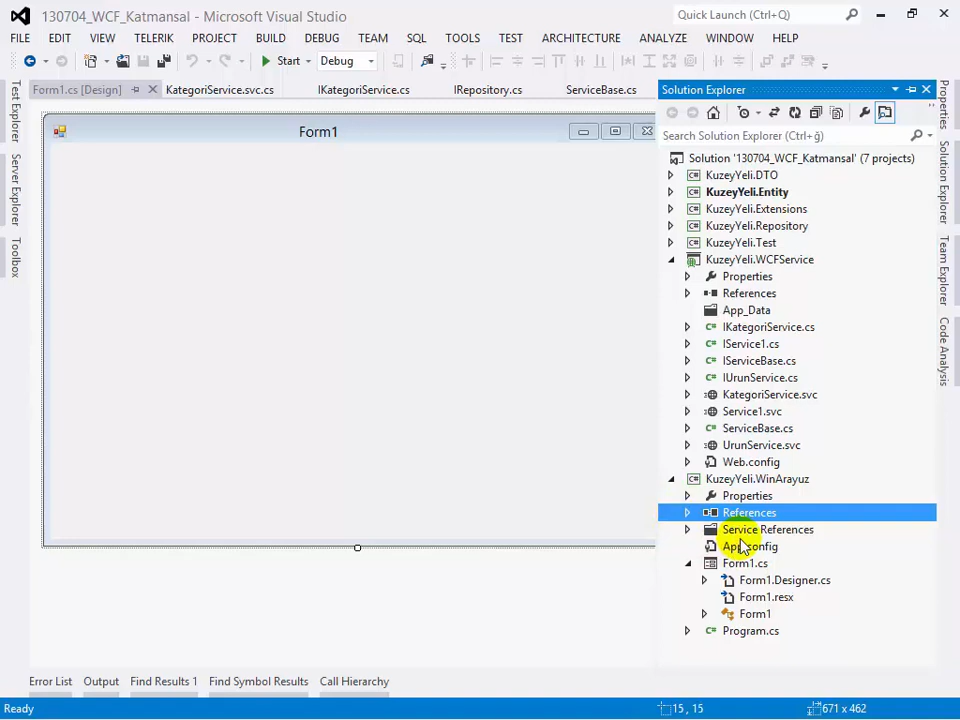 130704_WCF_Katmansal - Microsoft Visual Studio
Quick Launch (Ctrl+Q)
FILE EDIT VIEW TELERIK PROJECT BUILD DEBUG TEAM SQL TOOLS TEST ARCHITECTURE ANALYZE WINDOW HELP
Start Debug
Form1.cs [Design] KategoriService.svc.cs IKategoriService.cs IRepository.cs ServiceBase.cs
Test Explorer
Server Explorer
Toolbox
Form1
Solution Explorer
Search Solution Explorer (Ctrl+ğ)
Solution '130704_WCF_Katmansal' (7 projects)
KuzeyYeli.DTO
KuzeyYeli.Entity
KuzeyYeli.Extensions
KuzeyYeli.Repository
KuzeyYeli.Test
KuzeyYeli.WCFService
Properties
References
App_Data
IKategoriService.cs
IService1.cs
IServiceBase.cs
IUrunService.cs
KategoriService.svc
Service1.svc
ServiceBase.cs
UrunService.svc
Web.config
KuzeyYeli.WinArayuz
Properties
References
Service References
App.config
Form1.cs
Form1.Designer.cs
Form1.resx
Form1
Program.cs
Properties
Solution Explorer
Team Explorer
Code Analysis
Error List Output Find Results 1 Find Symbol Results Call Hierarchy
Ready 15 , 15 671 x 462